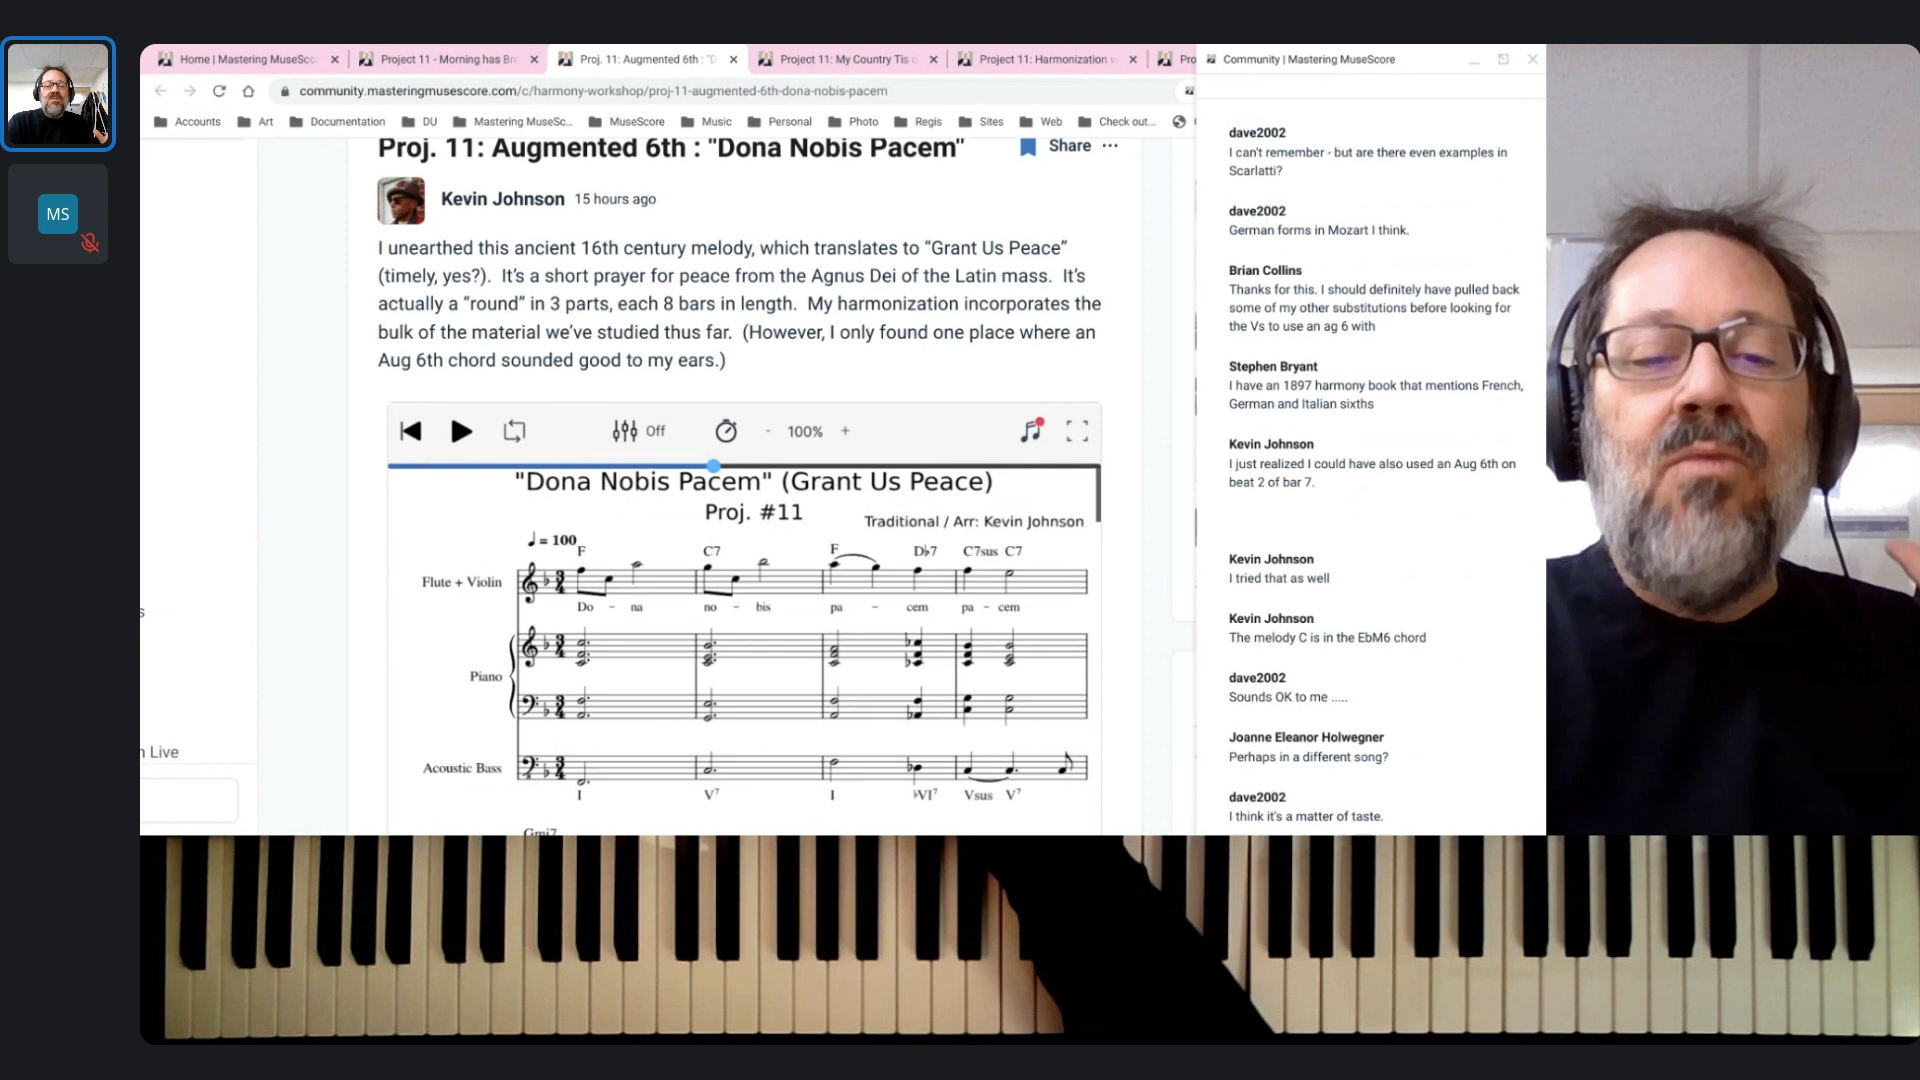 Home | Mastering MuseSco
Project 11 - Morning has Bro
Proj. 11: Augmented 6th : "D
Project 11: My Country Tis o
Project 11: Harmonization w
Pro
community.masteringmusescore.com/c/harmony-workshop/proj-11-augmented-6th-dona-nobis-pacem
Accounts
Art
Documentation
DU
Mastering MuseSc...
MuseScore
Music
Personal
Photo
Regis
Sites
Web
Check out...
MS
Proj. 11: Augmented 6th : "Dona Nobis Pacem"
Share
Kevin Johnson 15 hours ago
I unearthed this ancient 16th century melody, which translates to “Grant Us Peace”
(timely, yes?). It’s a short prayer for peace from the Agnus Dei of the Latin mass. It’s
actually a “round” in 3 parts, each 8 bars in length. My harmonization incorporates the
bulk of the material we’ve studied thus far. (However, I only found one place where an
Aug 6th chord sounded good to my ears.)
Off
- 100% +
"Dona Nobis Pacem" (Grant Us Peace)
Proj. #11
Traditional / Arr: Kevin Johnson
♩ = 100
F C7 F D♭7 C7sus C7
Flute + Violin
Do - na no - bis pa - cem pa - cem
Piano
Acoustic Bass
I V7 I ♭VI7 Vsus V7
Gmi7
s
n Live
Community | Mastering MuseScore
dave2002
I can't remember - but are there even examples in
Scarlatti?
dave2002
German forms in Mozart I think.
Brian Collins
Thanks for this. I should definitely have pulled back
some of my other substitutions before looking for
the Vs to use an ag 6 with
Stephen Bryant
I have an 1897 harmony book that mentions French,
German and Italian sixths
Kevin Johnson
I just realized I could have also used an Aug 6th on
beat 2 of bar 7.
Kevin Johnson
I tried that as well
Kevin Johnson
The melody C is in the EbM6 chord
dave2002
Sounds OK to me .....
Joanne Eleanor Holwegner
Perhaps in a different song?
dave2002
I think it's a matter of taste.